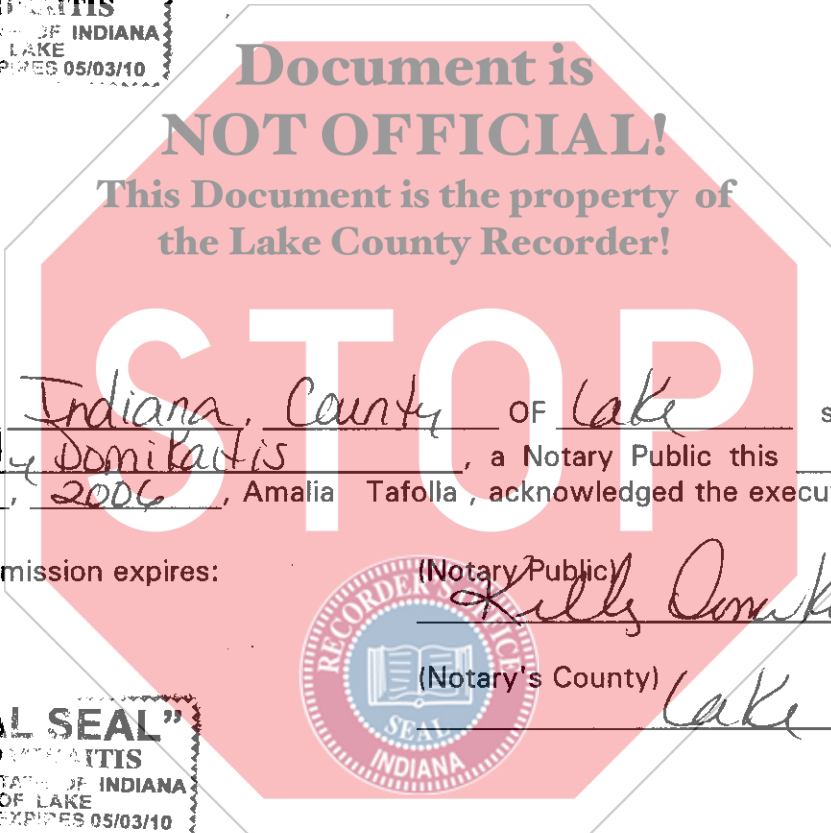 ITIS
OF INDIANA
LAKE
EXPIRES 05/03/10
Document is
NOT OFFICIAL!
This Document is the property of
the Lake County Recorder!
STOP
Indiana, County OF Lake s
y Domikaitis, a Notary Public this
, 2006, Amalia Tafolla, acknowledged the execu
mission expires: (Notary Public)
Kelly Domik
RECORDER'S OFFICE
SEAL
INDIANA
(Notary's County) Lake
AL SEAL”
ITIS
OF INDIANA
OF LAKE
EXPIRES 05/03/10